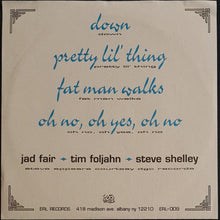 down
down
pretty lil' thing
pretty lil' thing
fat man walks
fat man walks
oh no, oh yes, oh no
oh no, oh yes, oh no
jad fair tim foljahn steve shelley
steve appears courtesy dgc records
ERL RECORDS 418 madison ave albany ny 12210 ERL-009